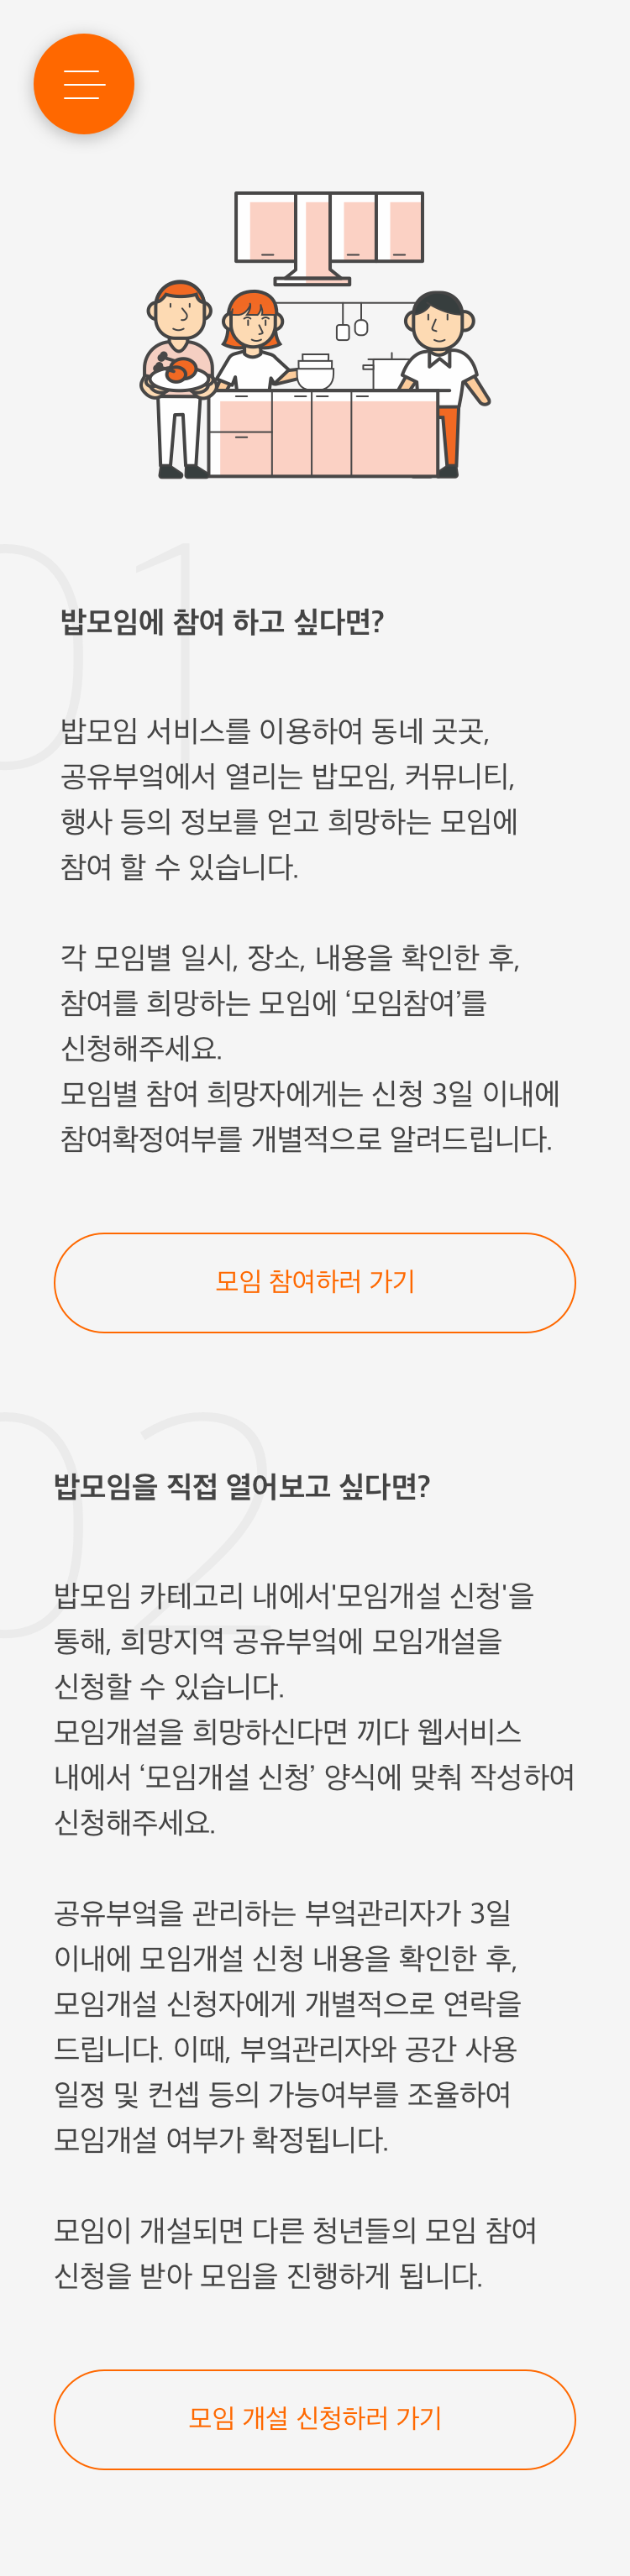 01
밥모임에 참여 하고 싶다면?
밥모임 서비스를 이용하여 동네 곳곳,
공유부엌에서 열리는 밥모임, 커뮤니티,
행사 등의 정보를 얻고 희망하는 모임에
참여 할 수 있습니다.
각 모임별 일시, 장소, 내용을 확인한 후,
참여를 희망하는 모임에 ‘모임참여’를
신청해주세요.
모임별 참여 희망자에게는 신청 3일 이내에
참여확정여부를 개별적으로 알려드립니다.
모임 참여하러 가기
02
밥모임을 직접 열어보고 싶다면?
밥모임 카테고리 내에서'모임개설 신청'을
통해, 희망지역 공유부엌에 모임개설을
신청할 수 있습니다.
모임개설을 희망하신다면 끼다 웹서비스
내에서 ‘모임개설 신청’ 양식에 맞춰 작성하여
신청해주세요.
공유부엌을 관리하는 부엌관리자가 3일
이내에 모임개설 신청 내용을 확인한 후,
모임개설 신청자에게 개별적으로 연락을
드립니다. 이때, 부엌관리자와 공간 사용
일정 및 컨셉 등의 가능여부를 조율하여
모임개설 여부가 확정됩니다.
모임이 개설되면 다른 청년들의 모임 참여
신청을 받아 모임을 진행하게 됩니다.
모임 개설 신청하러 가기